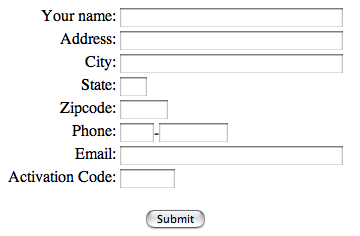 Your name:
Address:
City:
State:
Zipcode:
Phone: -
Email:
Activation Code:
Submit